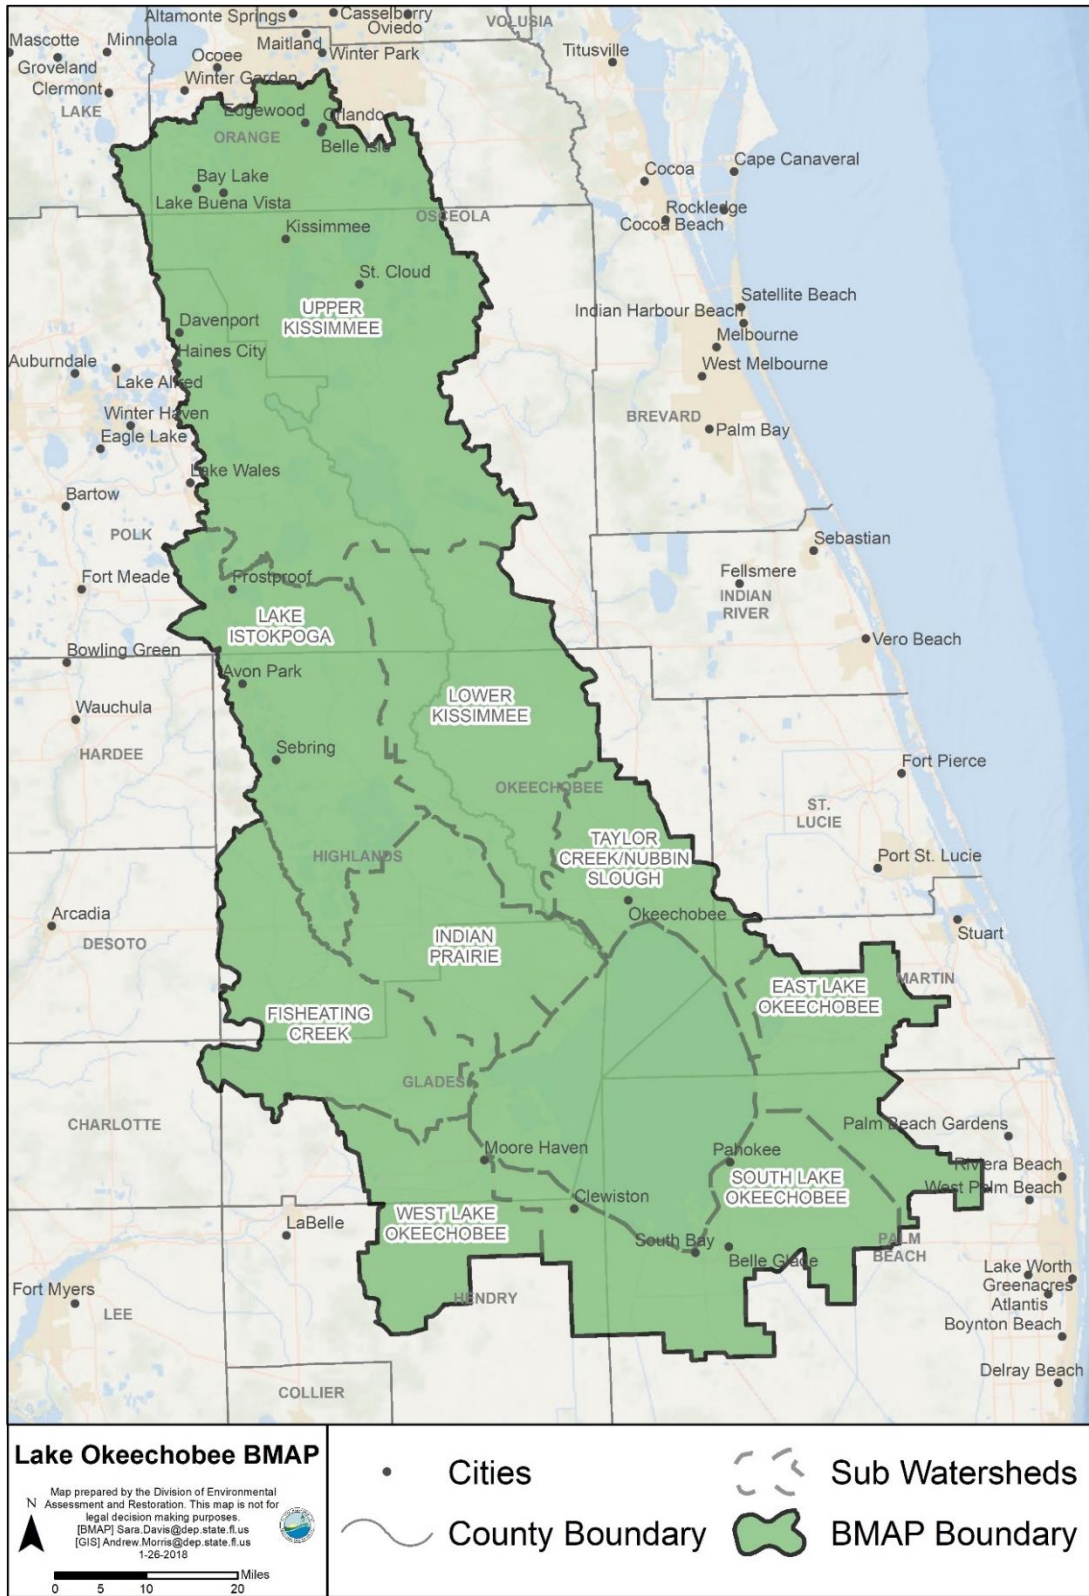 Altamonte Springs
Casselberry
Oviedo
VOLUSIA
Mascotte
Minneola
Maitland
Winter Park
Titusville
Groveland
Ocoee
Clermont
Winter Garden
LAKE
Edgewood
Orlando
ORANGE
Belle Isle
Cape Canaveral
Cocoa
Bay Lake
Lake Buena Vista
OSCEOLA
Rockledge
Cocoa Beach
Kissimmee
St. Cloud
UPPER
KISSIMMEE
Satellite Beach
Indian Harbour Beach
Davenport
Melbourne
Haines City
Auburndale
West Melbourne
Lake Alfred
Winter Haven
BREVARD
Eagle Lake
Palm Bay
Lake Wales
Bartow
POLK
Sebastian
Fort Meade
Frostproof
Fellsmere
INDIAN
RIVER
LAKE
ISTOKPOGA
Vero Beach
Bowling Green
Avon Park
LOWER
KISSIMMEE
Wauchula
HARDEE
Sebring
Fort Pierce
OKEECHOBEE
ST.
LUCIE
TAYLOR
CREEK/NUBBIN
SLOUGH
HIGHLANDS
Port St. Lucie
Arcadia
Okeechobee
Stuart
DESOTO
INDIAN
PRAIRIE
MARTIN
EAST LAKE
OKEECHOBEE
FISHEATING
CREEK
GLADES
CHARLOTTE
Palm Beach Gardens
Moore Haven
Pahokee
Riviera Beach
SOUTH LAKE
OKEECHOBEE
West Palm Beach
Clewiston
LaBelle
WEST LAKE
OKEECHOBEE
South Bay
Belle Glade
PALM
BEACH
Lake Worth
Greenacres
Atlantis
Fort Myers
LEE
HENDRY
Boynton Beach
Delray Beach
COLLIER
Lake Okeechobee BMAP
Map prepared by the Division of Environmental
Assessment and Restoration. This map is not for
legal decision making purposes.
[BMAP] Sara.Davis@dep.state.fl.us
[GIS] Andrew.Morris@dep.state.fl.us
1-26-2018
N
Miles
0 5 10 20
Cities
Sub Watersheds
County Boundary
BMAP Boundary